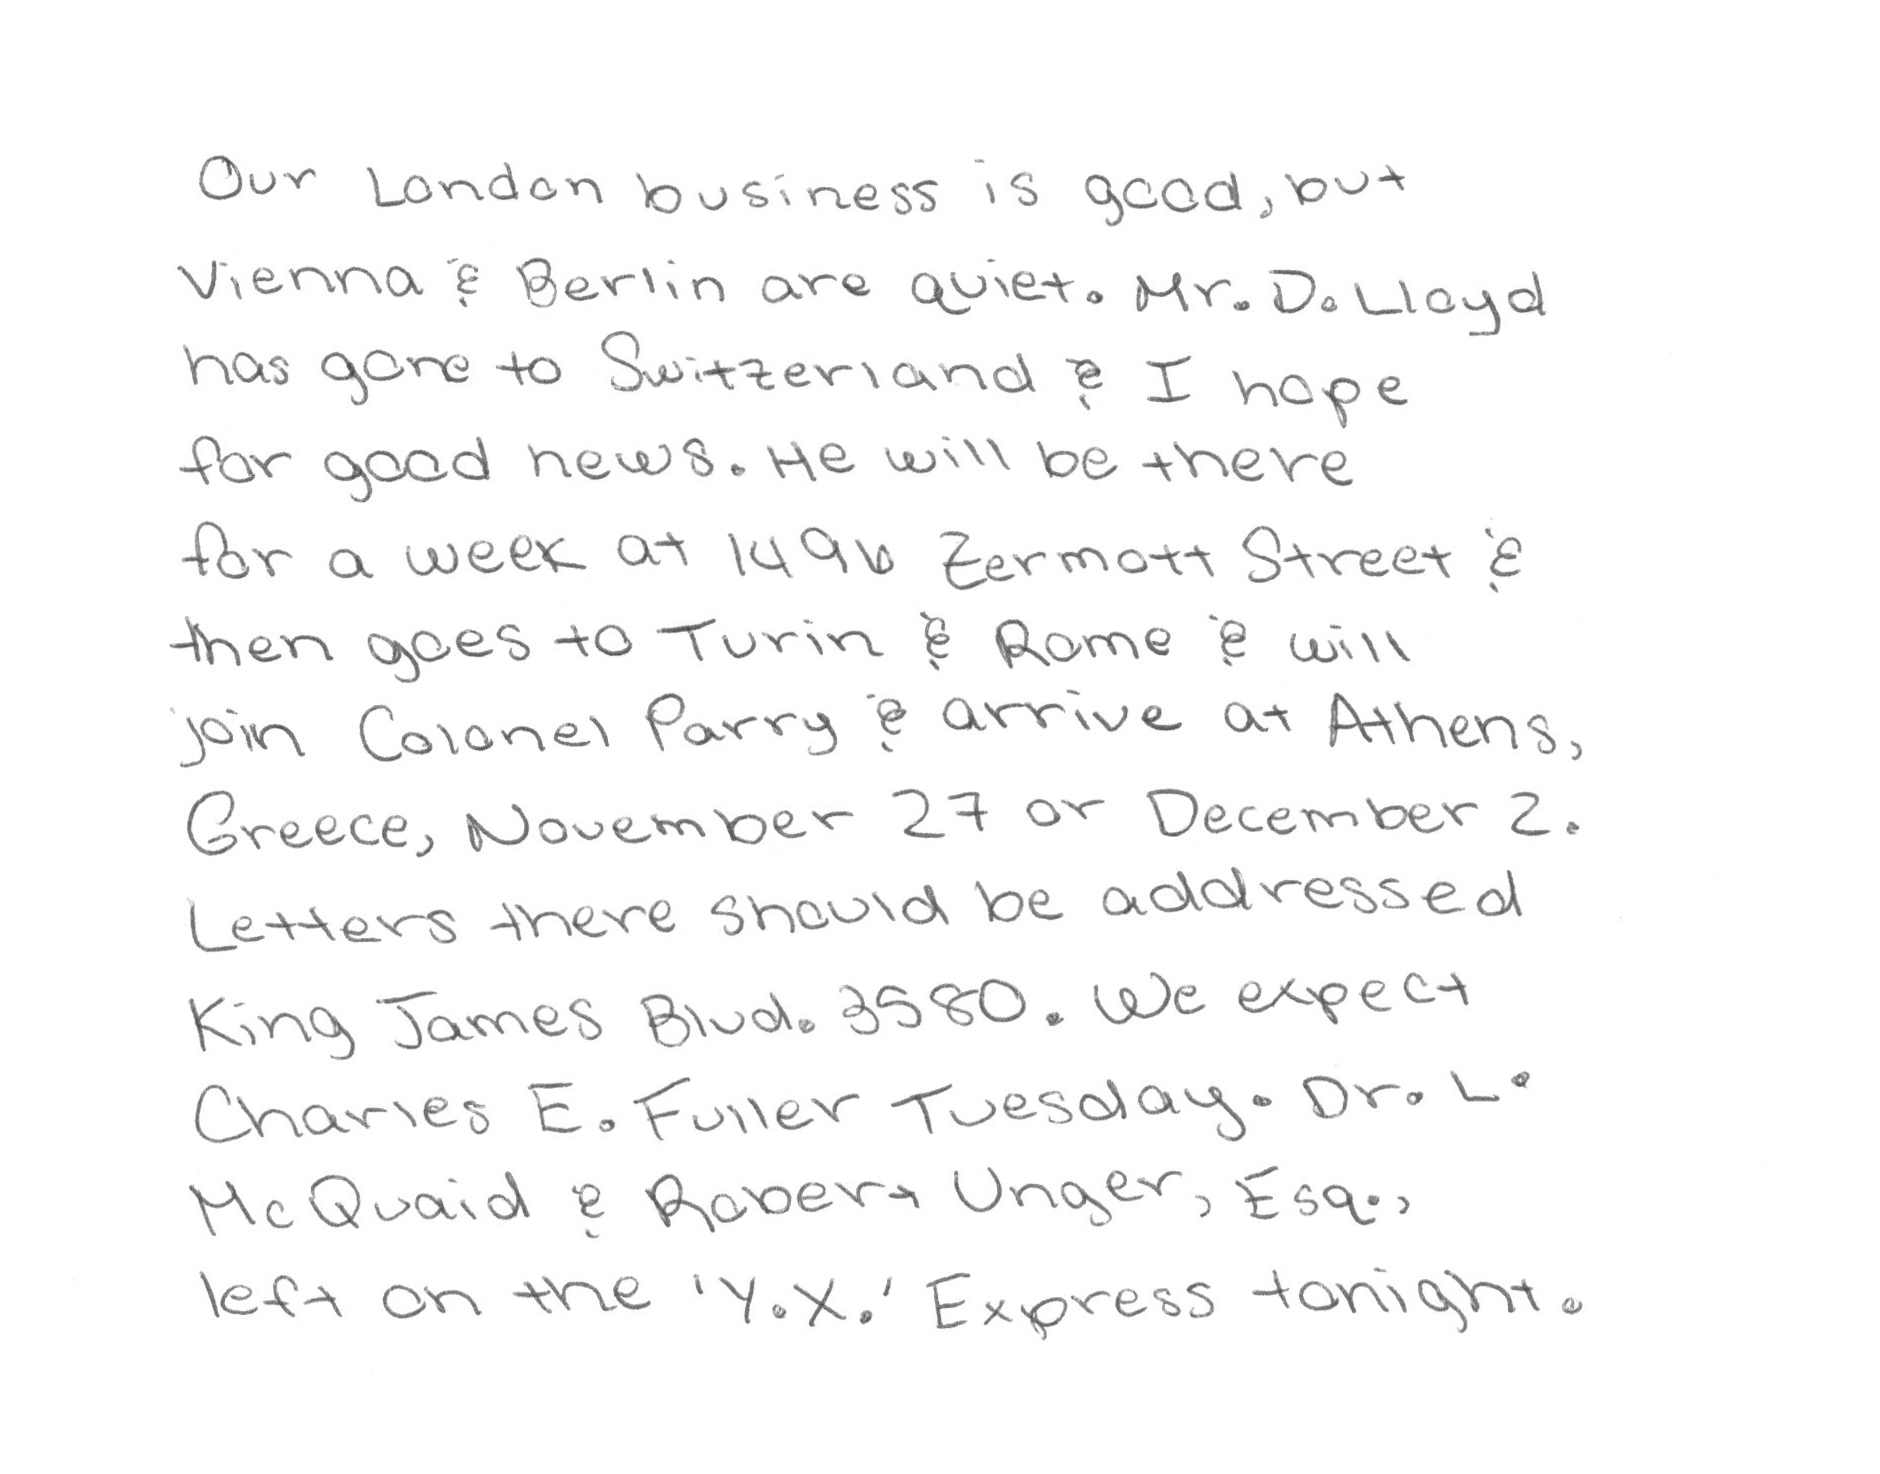 Our London business is good, but
Vienna & Berlin are quiet. Mr. D. Lloyd
has gone to Switzerland & I hope
for good news. He will be there
for a week at 1496 Zermott Street &
then goes to Turin & Rome & will
join Colonel Parry & arrive at Athens,
Greece, November 27 or December 2.
Letters there should be addressed
King James Blvd. 3580. We expect
Charles E. Fuller Tuesday. Dr. L.
McQuaid & Robert Unger, Esq.,
left on the 'Y.X.' Express tonight.